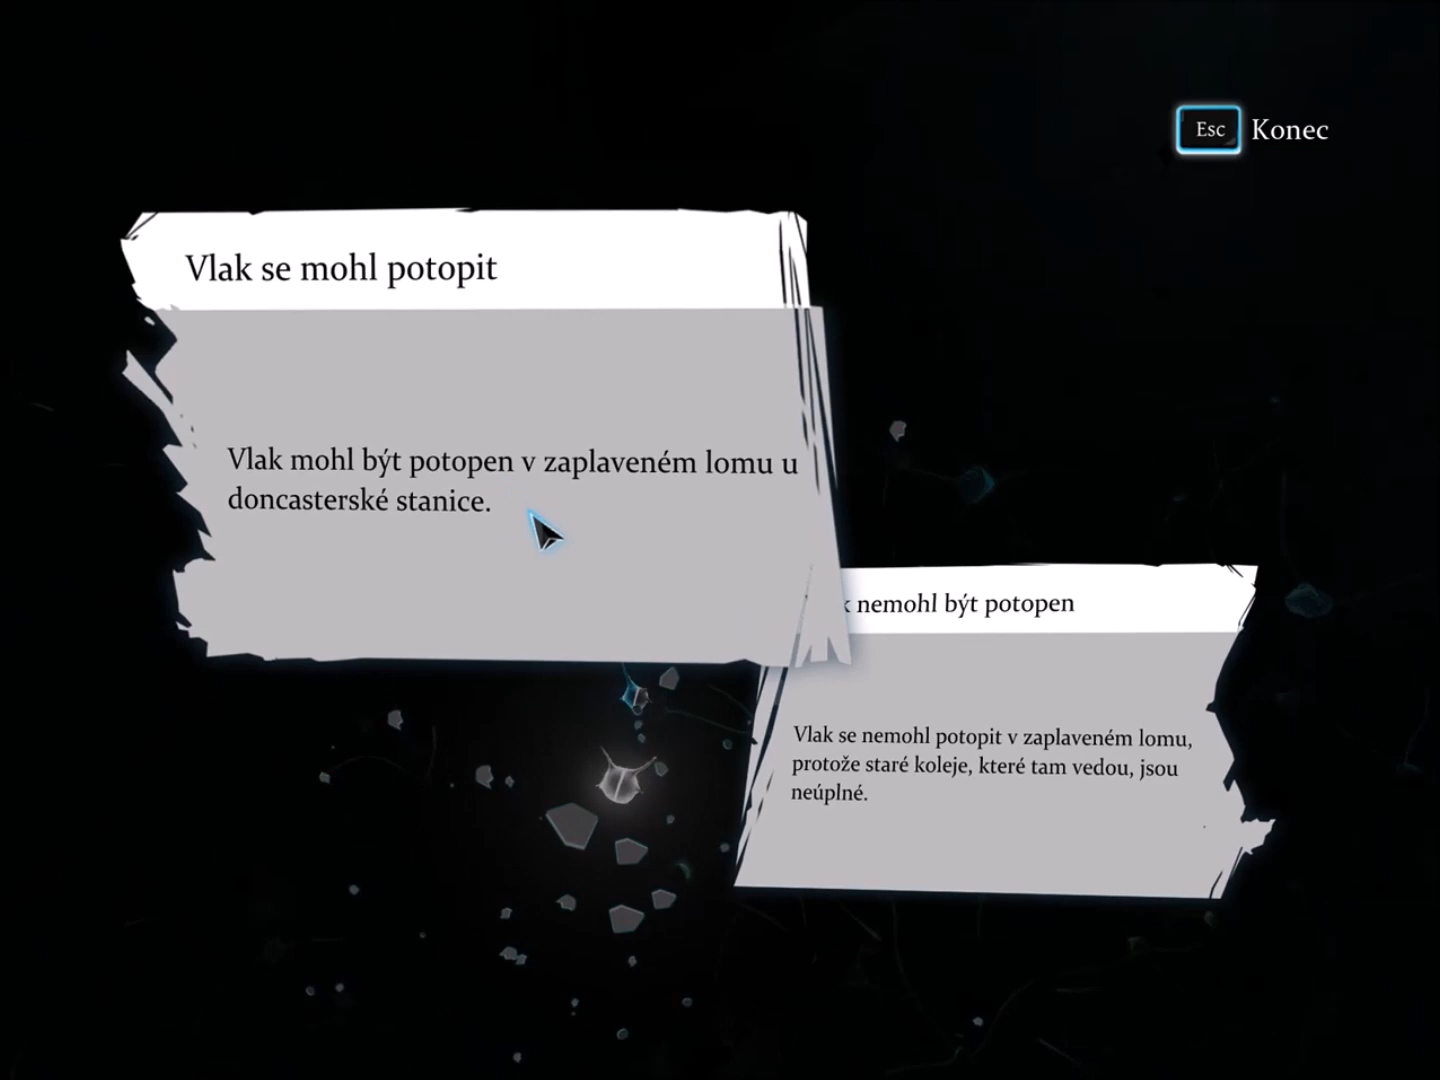 Esc Konec
Vlak se mohl potopit
Vlak mohl být potopen v zaplaveném lomu u
doncasterské stanice.
nemohl být potopen
Vlak se nemohl potopit v zaplaveném lomu,
protože staré koleje, které tam vedou, jsou
neúplné.